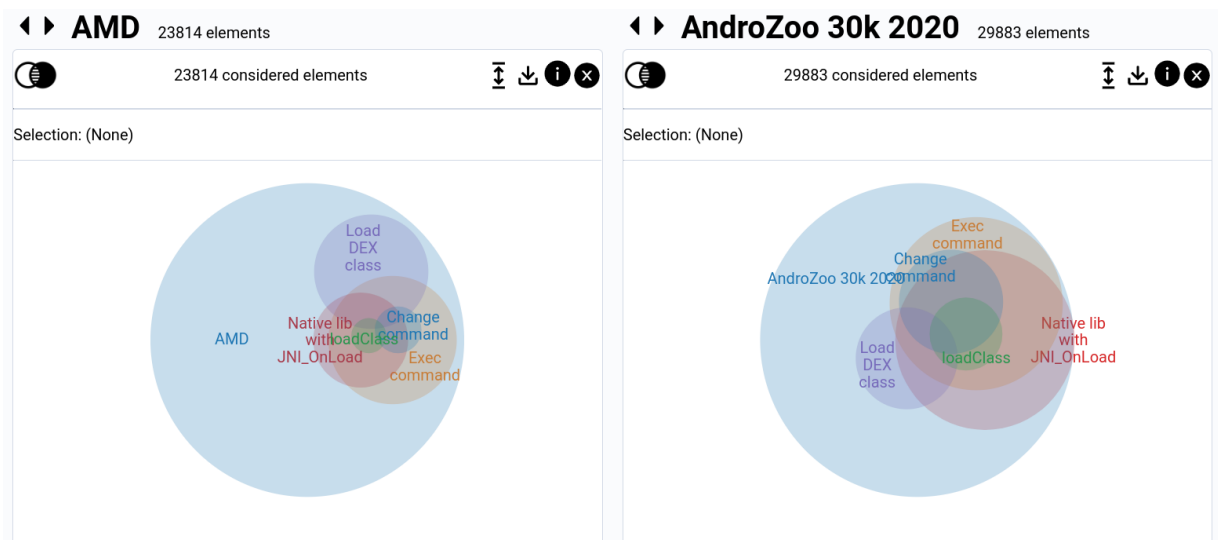 AMD 23814 elements
23814 considered elements
Selection: (None)
Load
DEX
class
AMD
Native lib
with
JNI_OnLoad
loadClass
Change
command
Exec
command
AndroZoo 30k 2020 29883 elements
29883 considered elements
Selection: (None)
Exec
command
Change
command
AndroZoo 30k 2020
Load
DEX
class
loadClass
Native lib
with
JNI_OnLoad